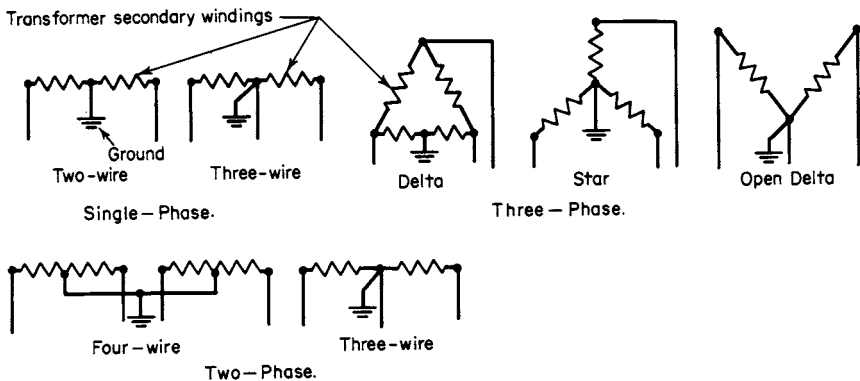 Transformer secondary windings
Ground
Two-wire
Three-wire
Single-Phase.
Delta
Star
Open Delta
Three-Phase.
Four-wire
Three-wire
Two-Phase.